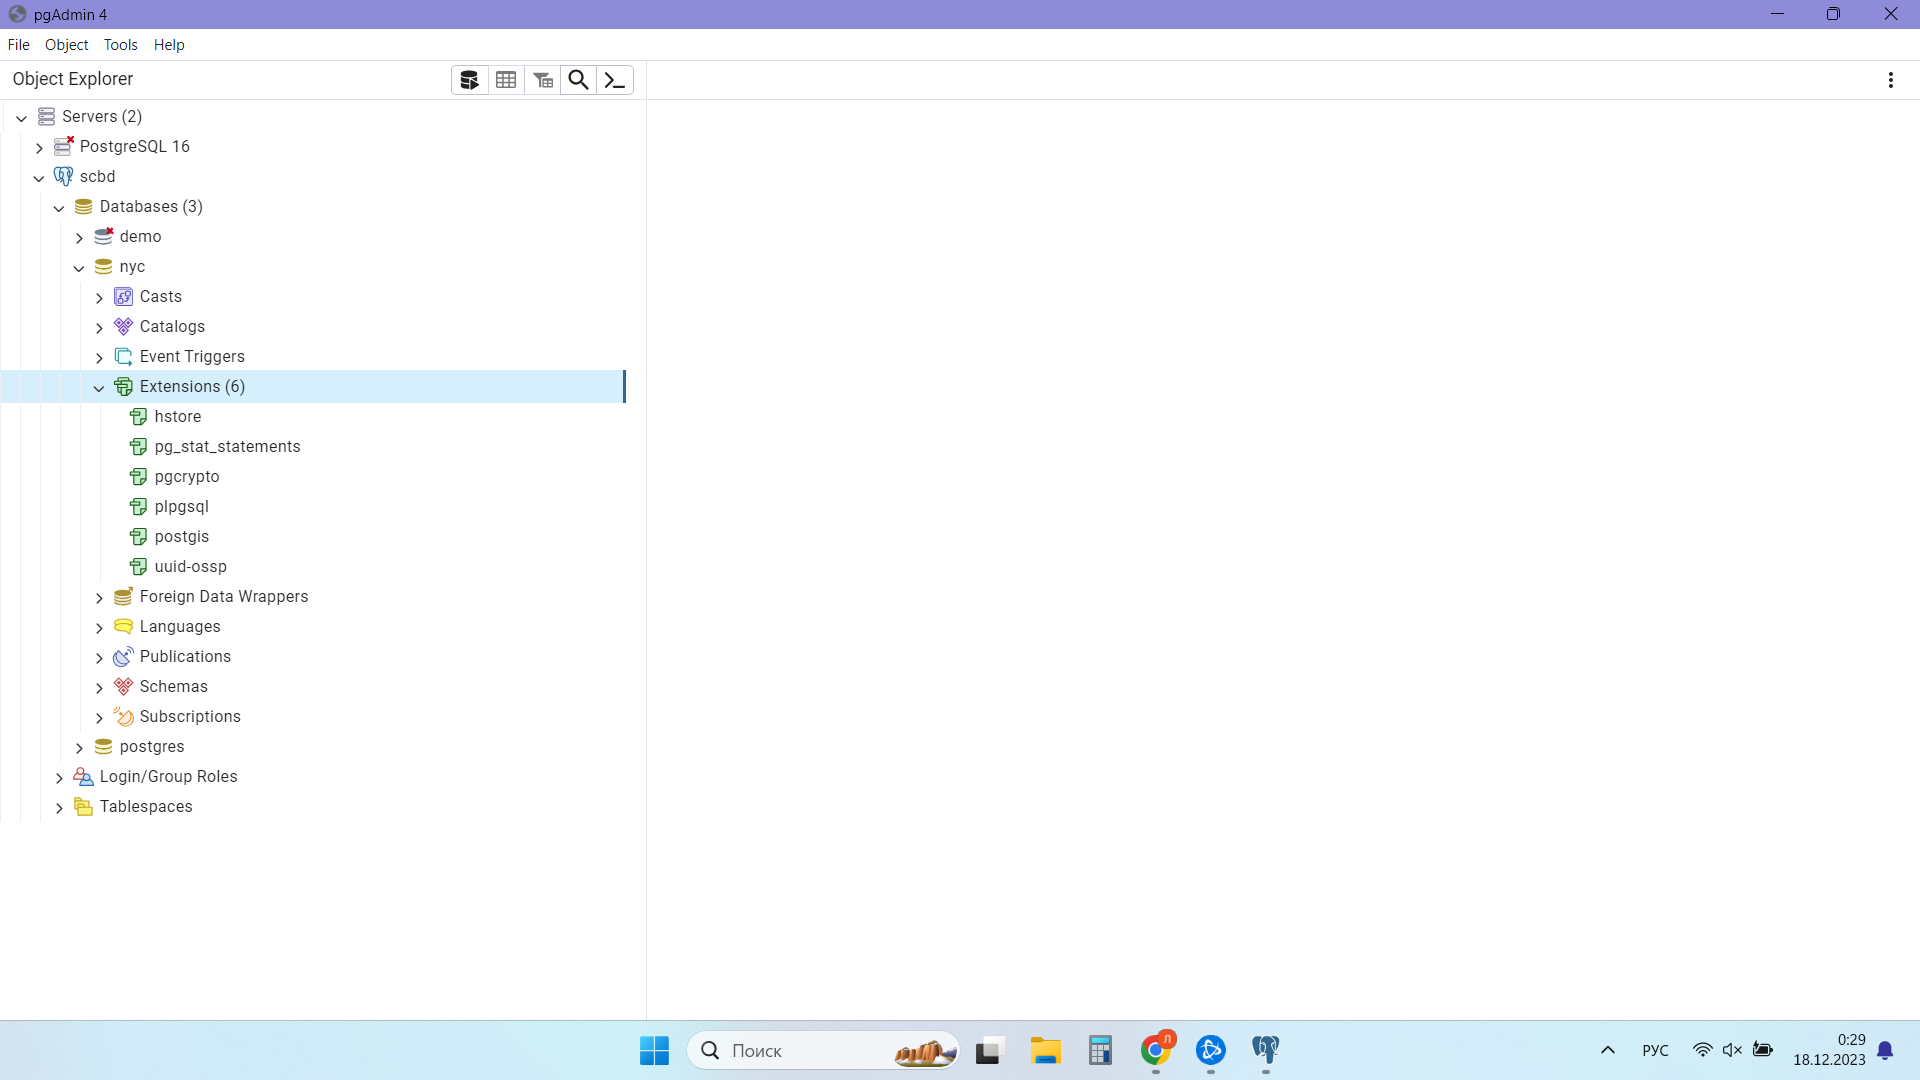 pgAdmin 4
File Object Tools Help
Object Explorer
Servers (2)
PostgreSQL 16
scbd
Databases (3)
demo
nyc
Casts
Catalogs
Event Triggers
Extensions (6)
hstore
pg_stat_statements
pgcrypto
plpgsql
postgis
uuid-ossp
Foreign Data Wrappers
Languages
Publications
Schemas
Subscriptions
postgres
Login/Group Roles
Tablespaces
Поиск
Л
РУС
0:29
18.12.2023